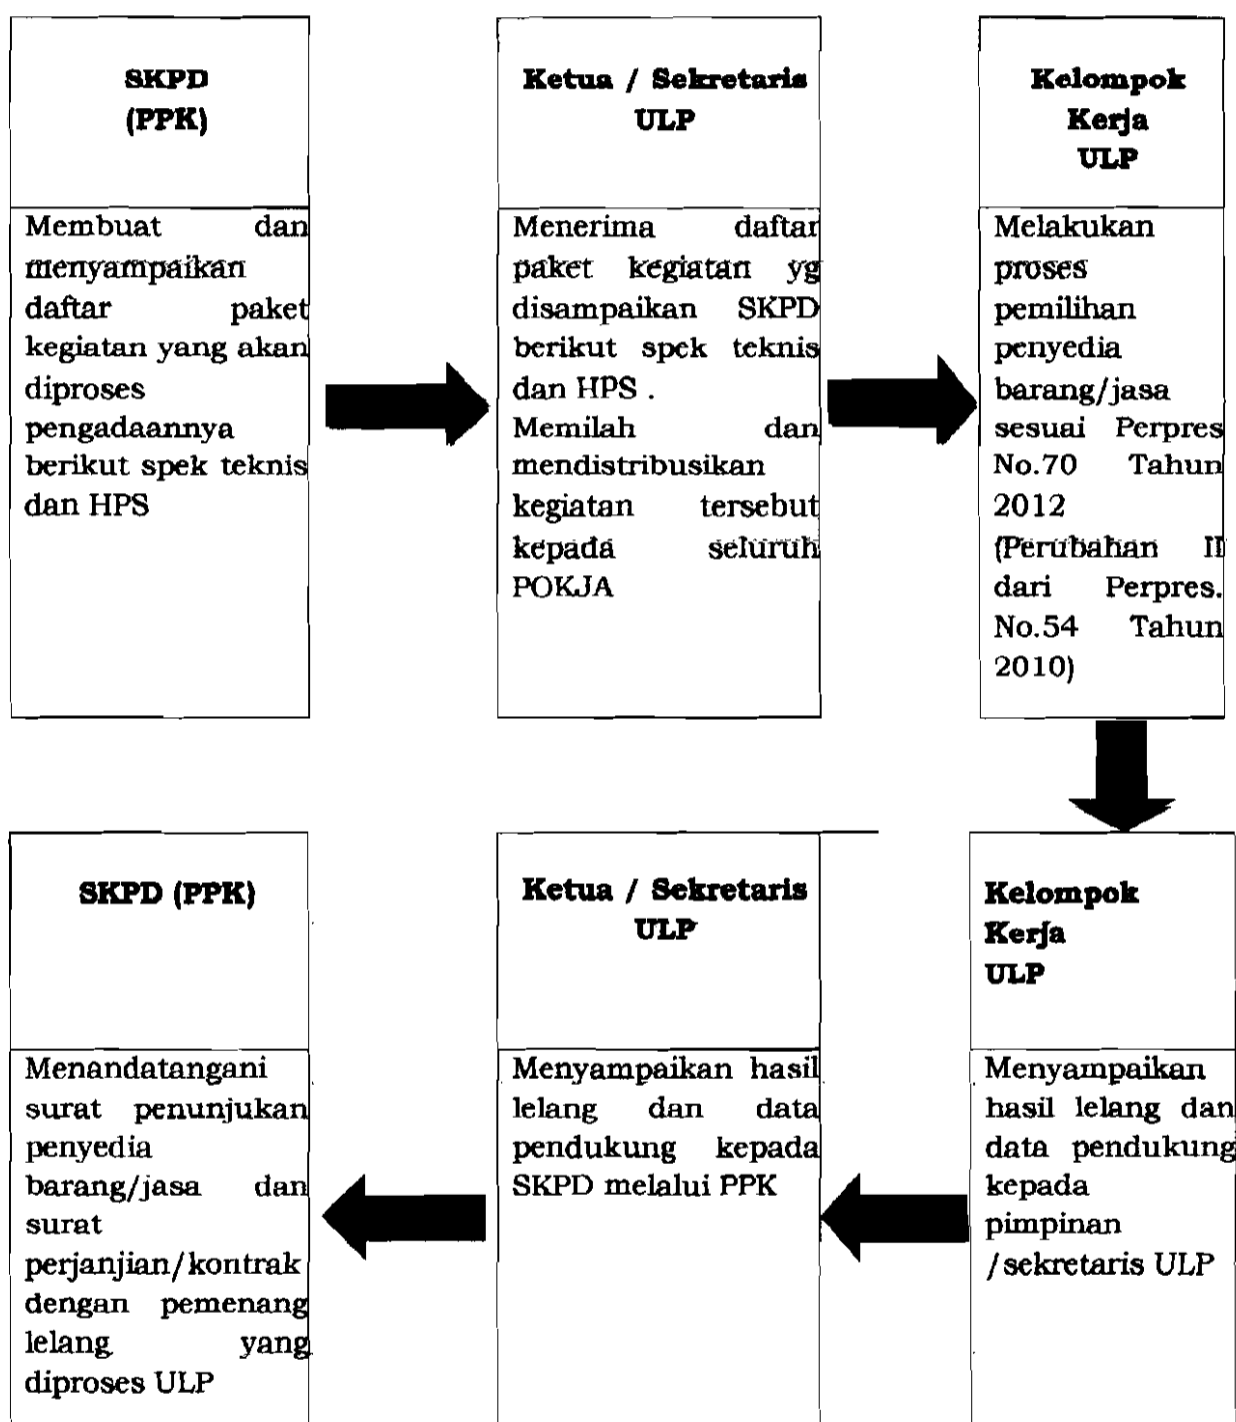 SKPD
(PPK)
Membuat dan
menyampaikan
daftar paket
kegiatan yang akan
diproses
pengadaannya
berikut spek teknis
dan HPS
Ketua / Sekretaris
ULP
Menerima daftar
paket kegiatan yg
disampaikan SKPD
berikut spek teknis
dan HPS .
Memilah dan
mendistribusikan
kegiatan tersebut
kepada seluruh
POKJA
Kelompok
Kerja
ULP
Melakukan
proses
pemilihan
penyedia
barang/jasa
sesuai Perpres
No.70 Tahun
2012
(Perubahan II
dari Perpres.
No.54 Tahun
2010)
Kelompok
Kerja
ULP
Menyampaikan
hasil lelang dan
data pendukung
kepada
pimpinan
/sekretaris ULP
Ketua / Sekretaris
ULP
Menyampaikan hasil
lelang dan data
pendukung kepada
SKPD melalui PPK
SKPD (PPK)
Menandatangani
surat penunjukan
penyedia
barang/jasa dan
surat
perjanjian/kontrak
dengan pemenang
lelang yang
diproses ULP